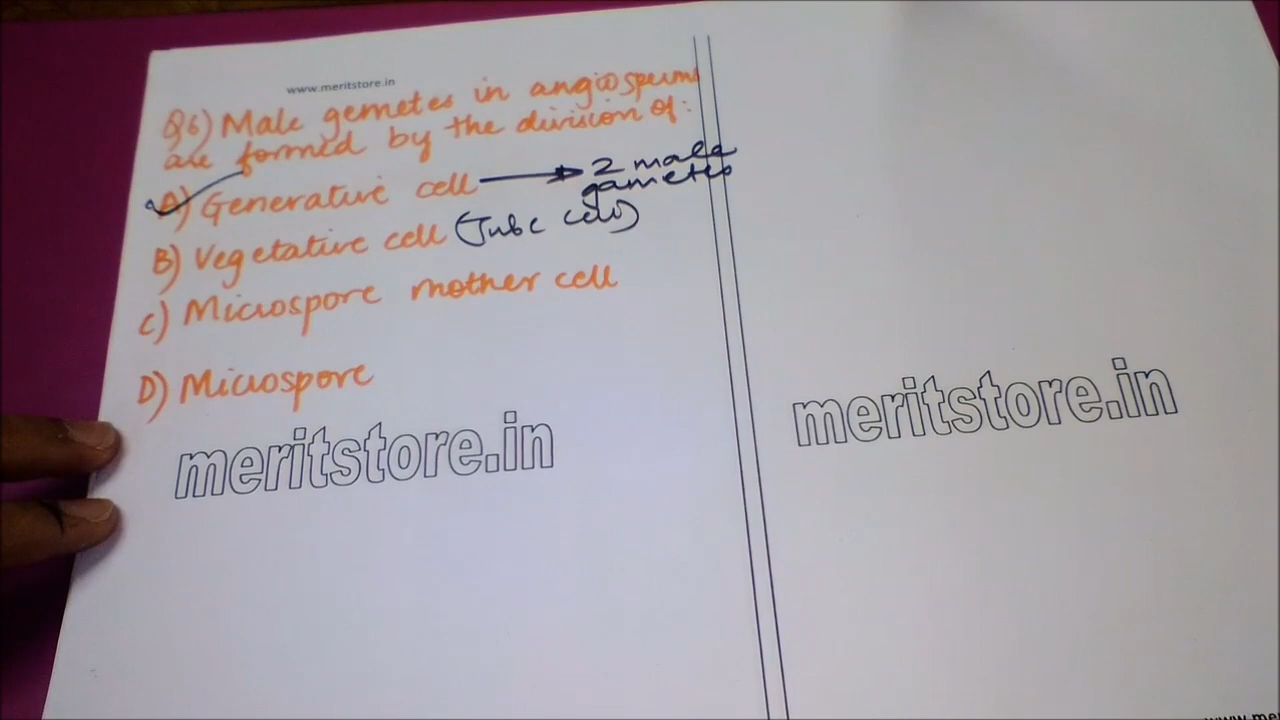 www.meritstore.in
Q6) Male gemetes in angiosperms
are formed by the division of:
A) Generative cell → 2 male
gametes
B) Vegetative cell (Tube cell)
C) Microspore mother cell
D) Microspore
meritstore.in
meritstore.in